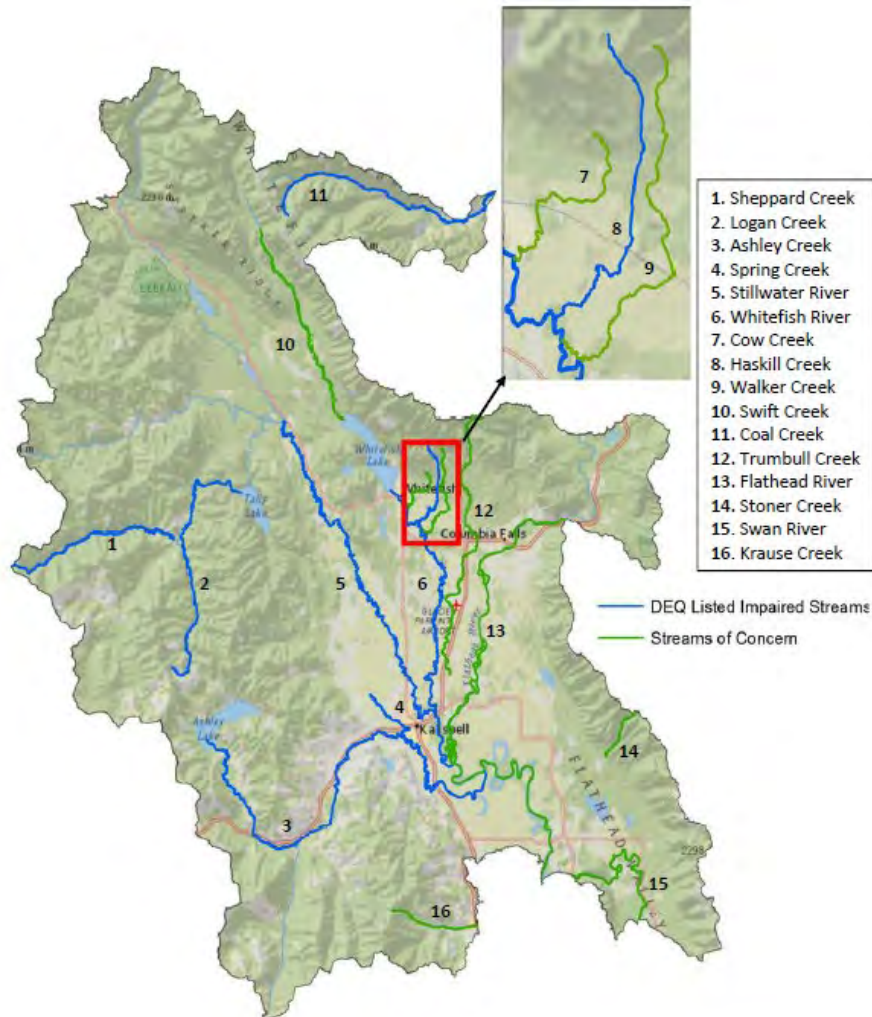 7
8
9
1. Sheppard Creek
2. Logan Creek
3. Ashley Creek
4. Spring Creek
5. Stillwater River
6. Whitefish River
7. Cow Creek
8. Haskill Creek
9. Walker Creek
10. Swift Creek
11. Coal Creek
12. Trumbull Creek
13. Flathead River
14. Stoner Creek
15. Swan River
16. Krause Creek
DEQ Listed Impaired Streams
Streams of Concern
11
10
Whitefish
Lake
Whitefish
12
Columbia Falls
Tally
Lake
1
2
5
6
13
Flathead River
4
Kalispell
Ashley
Lake
14
3
FLATHEAD
2298
15
16